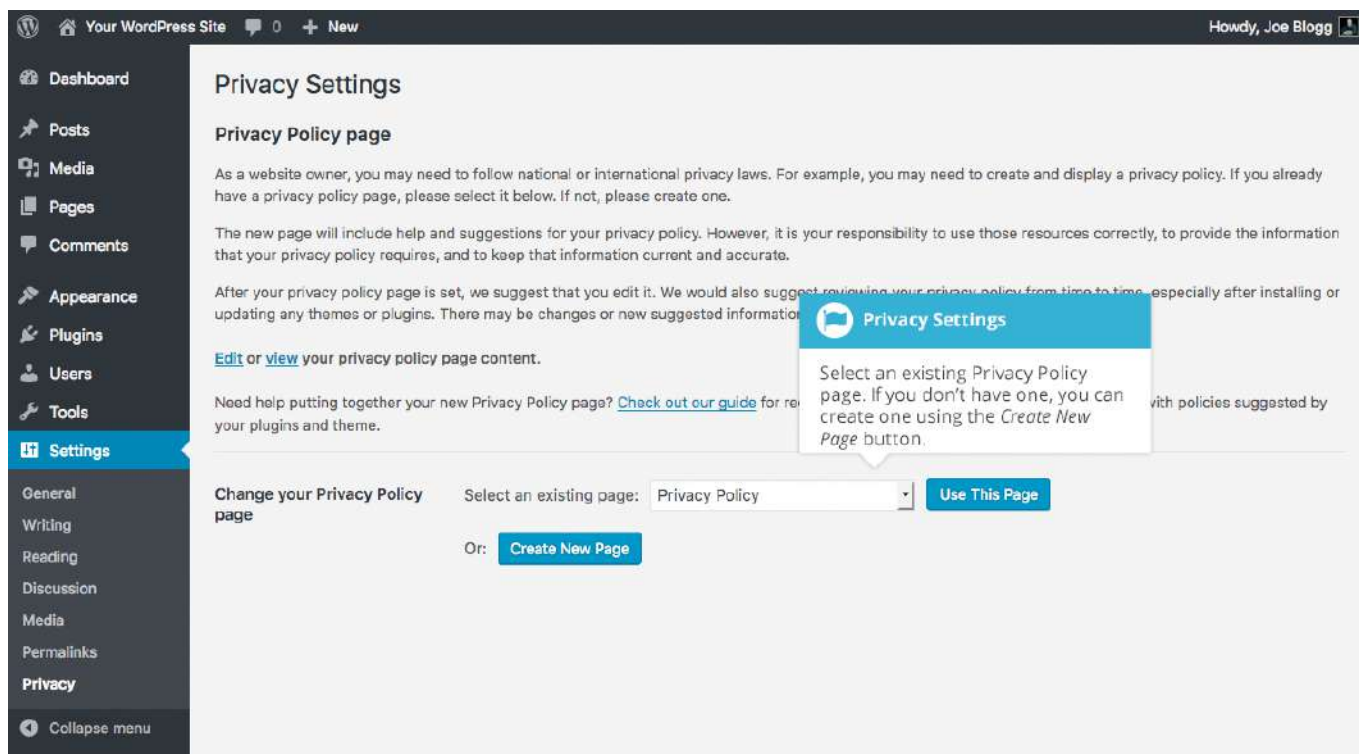 Your WordPress Site 0 + New Howdy, Joe Blogg
Dashboard
Posts
Media
Pages
Comments
Appearance
Plugins
Users
Tools
Settings
General
Writing
Reading
Discussion
Media
Permalinks
Privacy
Collapse menu
Privacy Settings
Privacy Policy page
As a website owner, you may need to follow national or international privacy laws. For example, you may need to create and display a privacy policy. If you already
have a privacy policy page, please select it below. If not, please create one.
The new page will include help and suggestions for your privacy policy. However, it is your responsibility to use those resources correctly, to provide the information
that your privacy policy requires, and to keep that information current and accurate.
After your privacy policy page is set, we suggest that you edit it. We would also suggest reviewing your privacy policy from time to time, especially after installing or
updating any themes or plugins. There may be changes or new suggested information
Edit or view your privacy policy page content.
Need help putting together your new Privacy Policy page? Check out our guide for with policies suggested by
your plugins and theme.
Privacy Settings
Select an existing Privacy Policy
page. If you don't have one, you can
create one using the Create New
Page button.
Change your Privacy Policy
page
Select an existing page: Privacy Policy Use This Page
Or: Create New Page